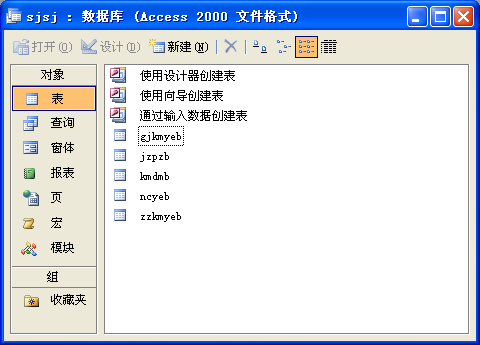 sjsj : 数据库 (Access 2000 文件格式)
打开(O) 设计(D) 新建(N)
对象
表
查询
窗体
报表
页
宏
模块
组
收藏夹
使用设计器创建表
使用向导创建表
通过输入数据创建表
gjkmyeb
jzpzb
kmdmb
ncyeb
zzkmyeb